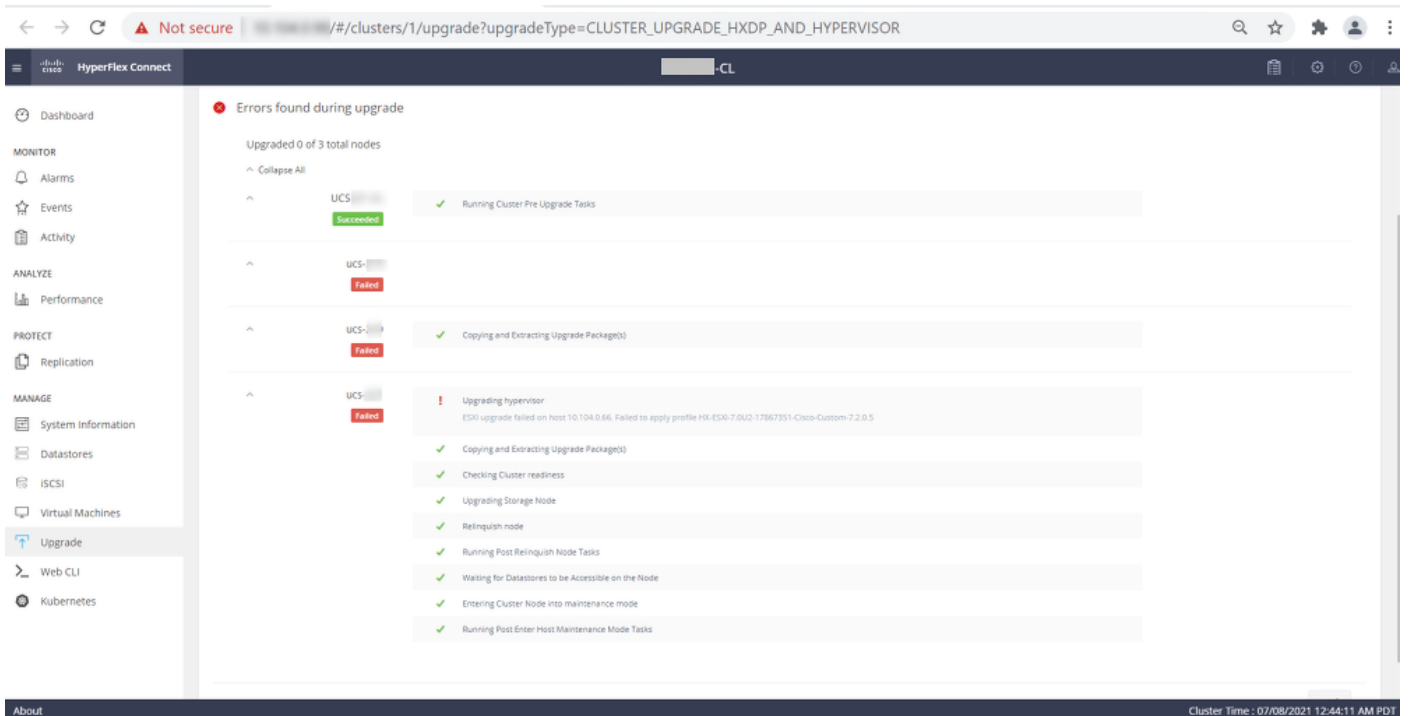 Not secure
/#/clusters/1/upgrade?upgradeType=CLUSTER_UPGRADE_HXDP_AND_HYPERVISOR
CISCO
HyperFlex Connect
-CL
Dashboard
MONITOR
Alarms
Events
Activity
ANALYZE
Performance
PROTECT
Replication
MANAGE
System Information
Datastores
iSCSI
Virtual Machines
Upgrade
Web CLI
Kubernetes
Errors found during upgrade
Upgraded 0 of 3 total nodes
Collapse All
UCS
Succeeded
Running Cluster Pre Upgrade Tasks
ucs-
Failed
ucs-
Failed
Copying and Extracting Upgrade Package(s)
ucs-
Failed
Upgrading hypervisor
ESXi upgrade failed on host 10.104.0.66. Failed to apply profile HX-ESXi-7.0U2-17867351-Cisco-Custom-7.2.0.5
Copying and Extracting Upgrade Package(s)
Checking Cluster readiness
Upgrading Storage Node
Relinquish node
Running Post Relinquish Node Tasks
Waiting for Datastores to be Accessible on the Node
Entering Cluster Node into maintenance mode
Running Post Enter Host Maintenance Mode Tasks
About
Cluster Time : 07/08/2021 12:44:11 AM PDT